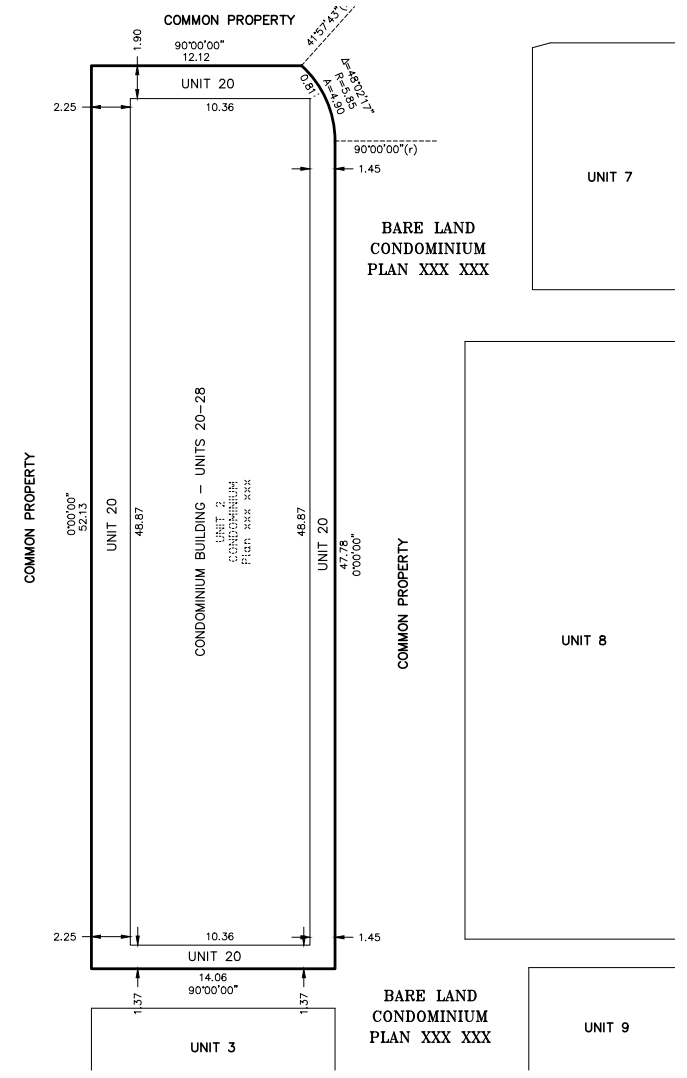 COMMON PROPERTY
90°00'00"
12.12
1.90
41°57'43"(
Δ=48°02'17"
R=5.85
A=4.90
0.81
UNIT 20
2.25
10.36
90°00'00"(r)
1.45
UNIT 7
BARE LAND
CONDOMINIUM
PLAN XXX XXX
COMMON PROPERTY
0°00'00"
52.13
UNIT 20
48.87
CONDOMINIUM BUILDING - UNITS 20-28
UNIT 2
CONDOMINIUM
Plan xxx xxx
48.87
UNIT 20
47.78
0°00'00"
COMMON PROPERTY
UNIT 8
2.25
10.36
1.45
UNIT 20
14.06
90°00'00"
1.37
1.37
BARE LAND
CONDOMINIUM
PLAN XXX XXX
UNIT 3
UNIT 9